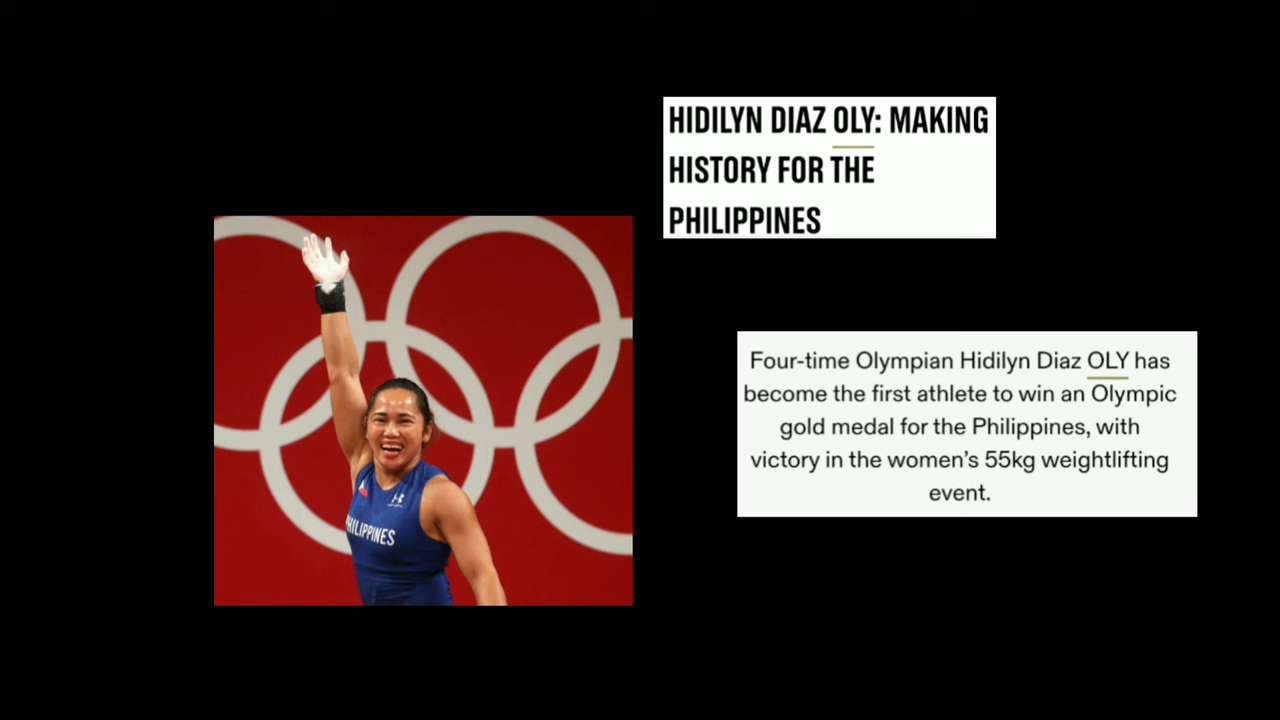 HIDILYN DIAZ OLY: MAKING
HISTORY FOR THE
PHILIPPINES
Four-time Olympian Hidilyn Diaz OLY has
become the first athlete to win an Olympic
gold medal for the Philippines, with
victory in the women's 55kg weightlifting
event.
PHILIPPINES